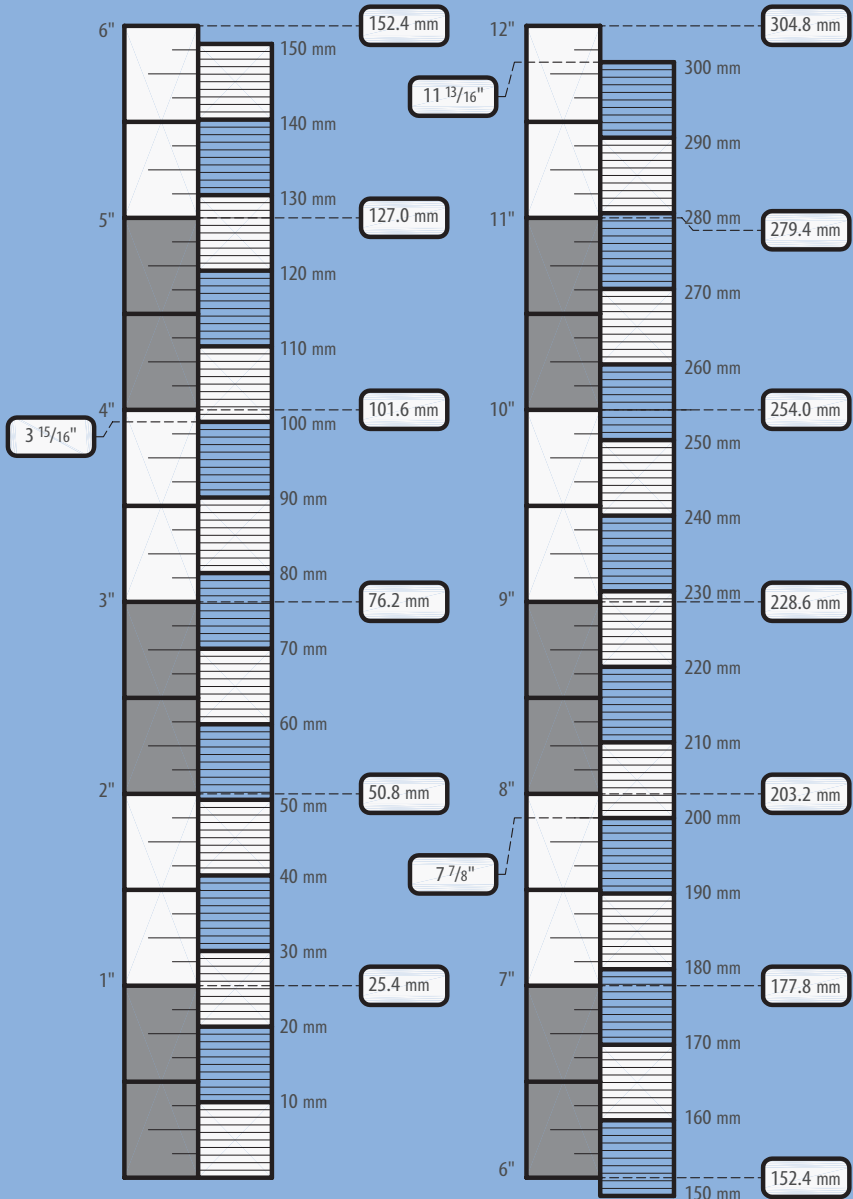 6"
152.4 mm
150 mm
140 mm
130 mm
5"
127.0 mm
120 mm
110 mm
4"
101.6 mm
100 mm
3 15/16"
90 mm
80 mm
3"
76.2 mm
70 mm
60 mm
2"
50.8 mm
50 mm
40 mm
30 mm
1"
25.4 mm
20 mm
10 mm
12"
304.8 mm
300 mm
11 13/16"
290 mm
11"
280 mm
279.4 mm
270 mm
260 mm
10"
254.0 mm
250 mm
240 mm
230 mm
9"
228.6 mm
220 mm
210 mm
8"
203.2 mm
200 mm
7 7/8"
190 mm
180 mm
7"
177.8 mm
170 mm
160 mm
6"
152.4 mm
150 mm